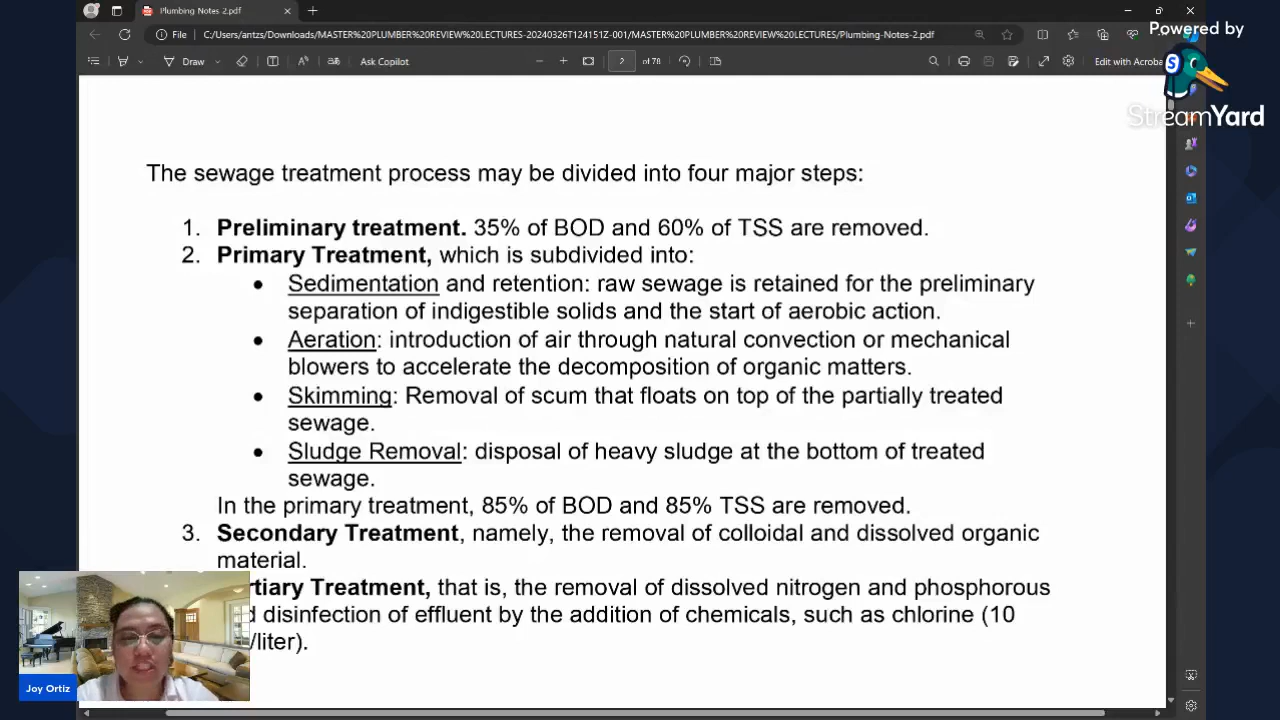 Plumbing Notes-2.pdf
Powered by
File
C:/Users/antzs/Downloads/MASTER%20PLUMBER%20REVIEW%20LECTURES-20240326T124151Z-001/MASTER%20PLUMBER%20REVIEW%20LECTURES/Plumbing-Notes-2.pdf
Draw
Ask Copilot
2 of 78
Edit with Acroba
S
StreamYard
The sewage treatment process may be divided into four major steps:
1. Preliminary treatment. 35% of BOD and 60% of TSS are removed.
2. Primary Treatment, which is subdivided into:
• Sedimentation and retention: raw sewage is retained for the preliminary
separation of indigestible solids and the start of aerobic action.
• Aeration: introduction of air through natural convection or mechanical
blowers to accelerate the decomposition of organic matters.
• Skimming: Removal of scum that floats on top of the partially treated
sewage.
• Sludge Removal: disposal of heavy sludge at the bottom of treated
sewage.
In the primary treatment, 85% of BOD and 85% TSS are removed.
3. Secondary Treatment, namely, the removal of colloidal and dissolved organic
material.
rtiary Treatment, that is, the removal of dissolved nitrogen and phosphorous
disinfection of effluent by the addition of chemicals, such as chlorine (10
/liter).
Joy Ortiz